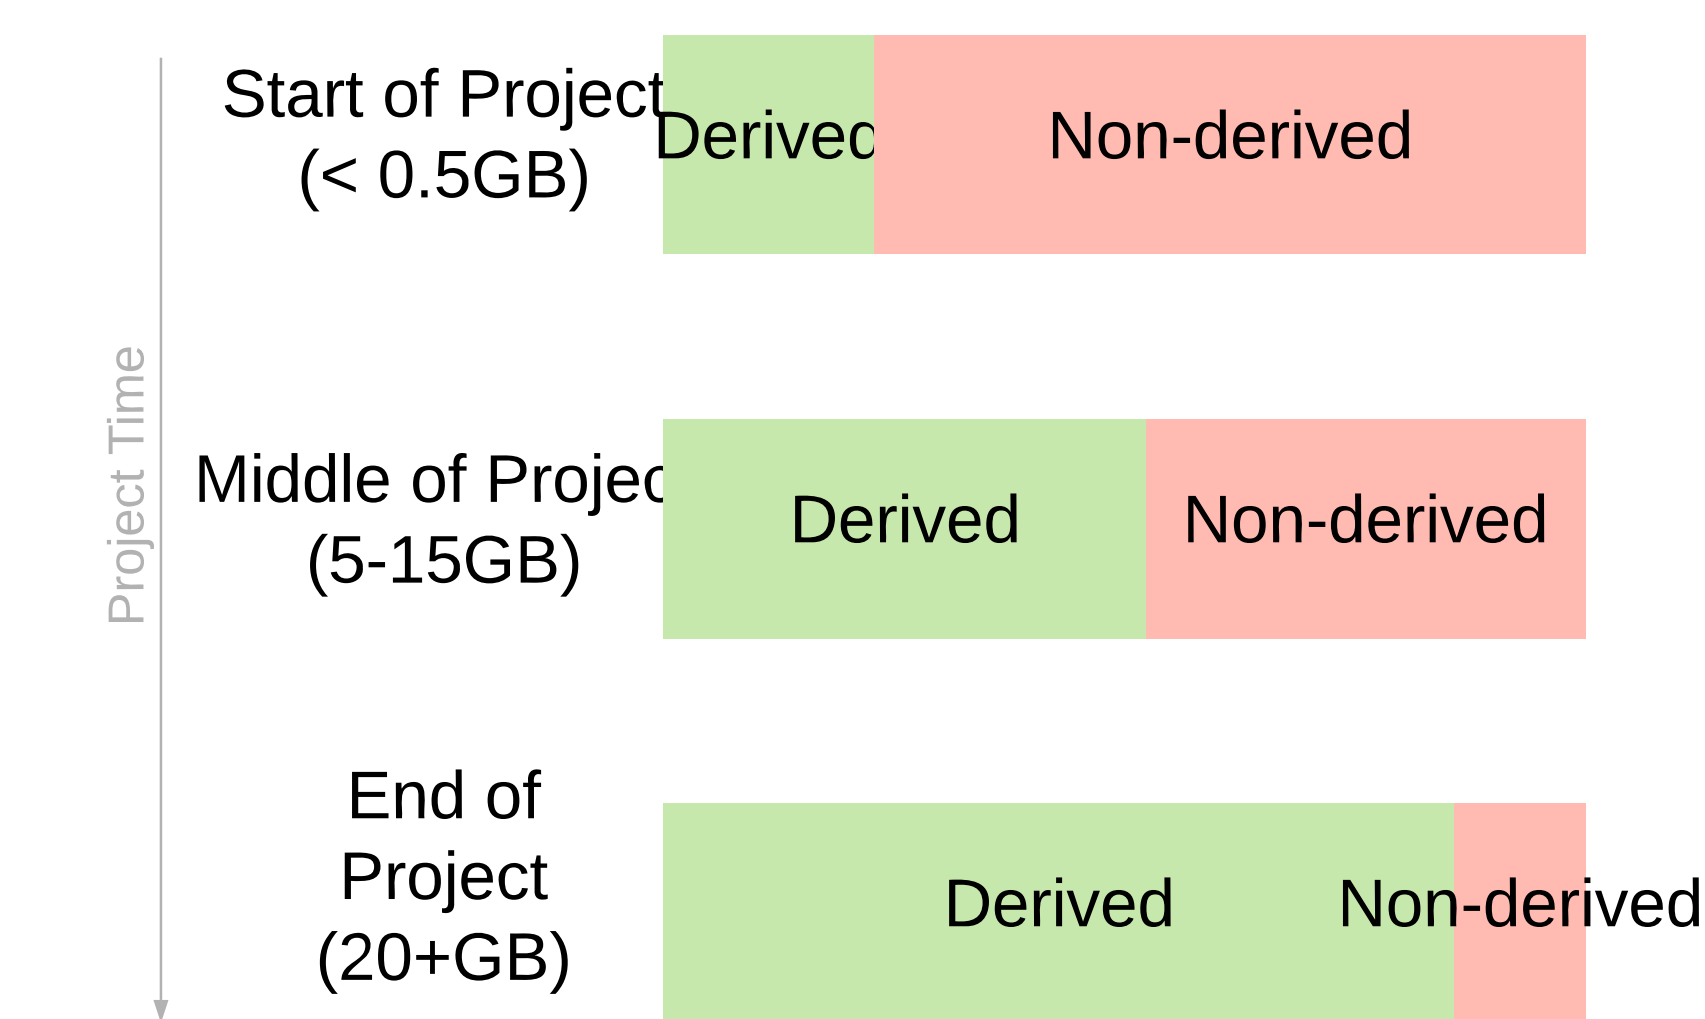 Start of Project
(< 0.5GB)
Derived
Non-derived
Project Time
Middle of Projec
(5-15GB)
Derived
Non-derived
End of
Project
(20+GB)
Derived
Non-derived